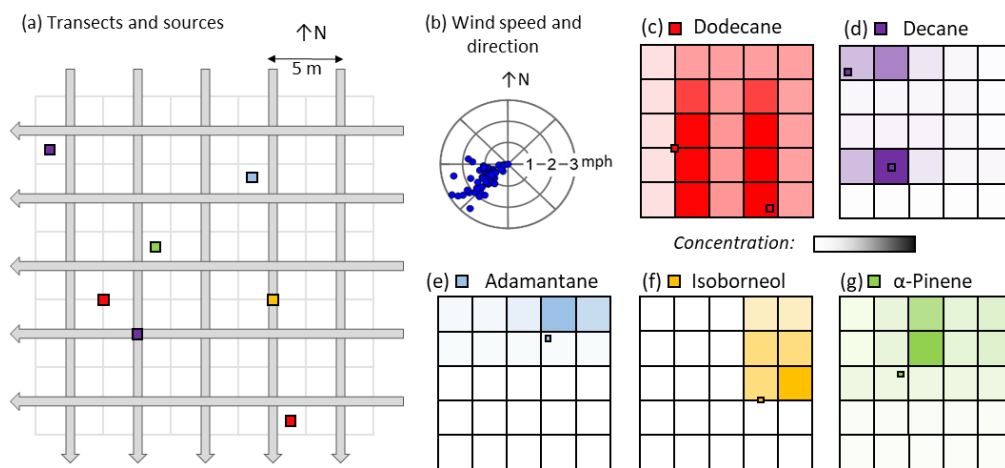 (a) Transects and sources
↑N
5 m
(b) Wind speed and
direction
↑N
1 2 3 mph
(c) Dodecane
(d) Decane
Concentration:
(e) Adamantane
(f) Isoborneol
(g) α-Pinene